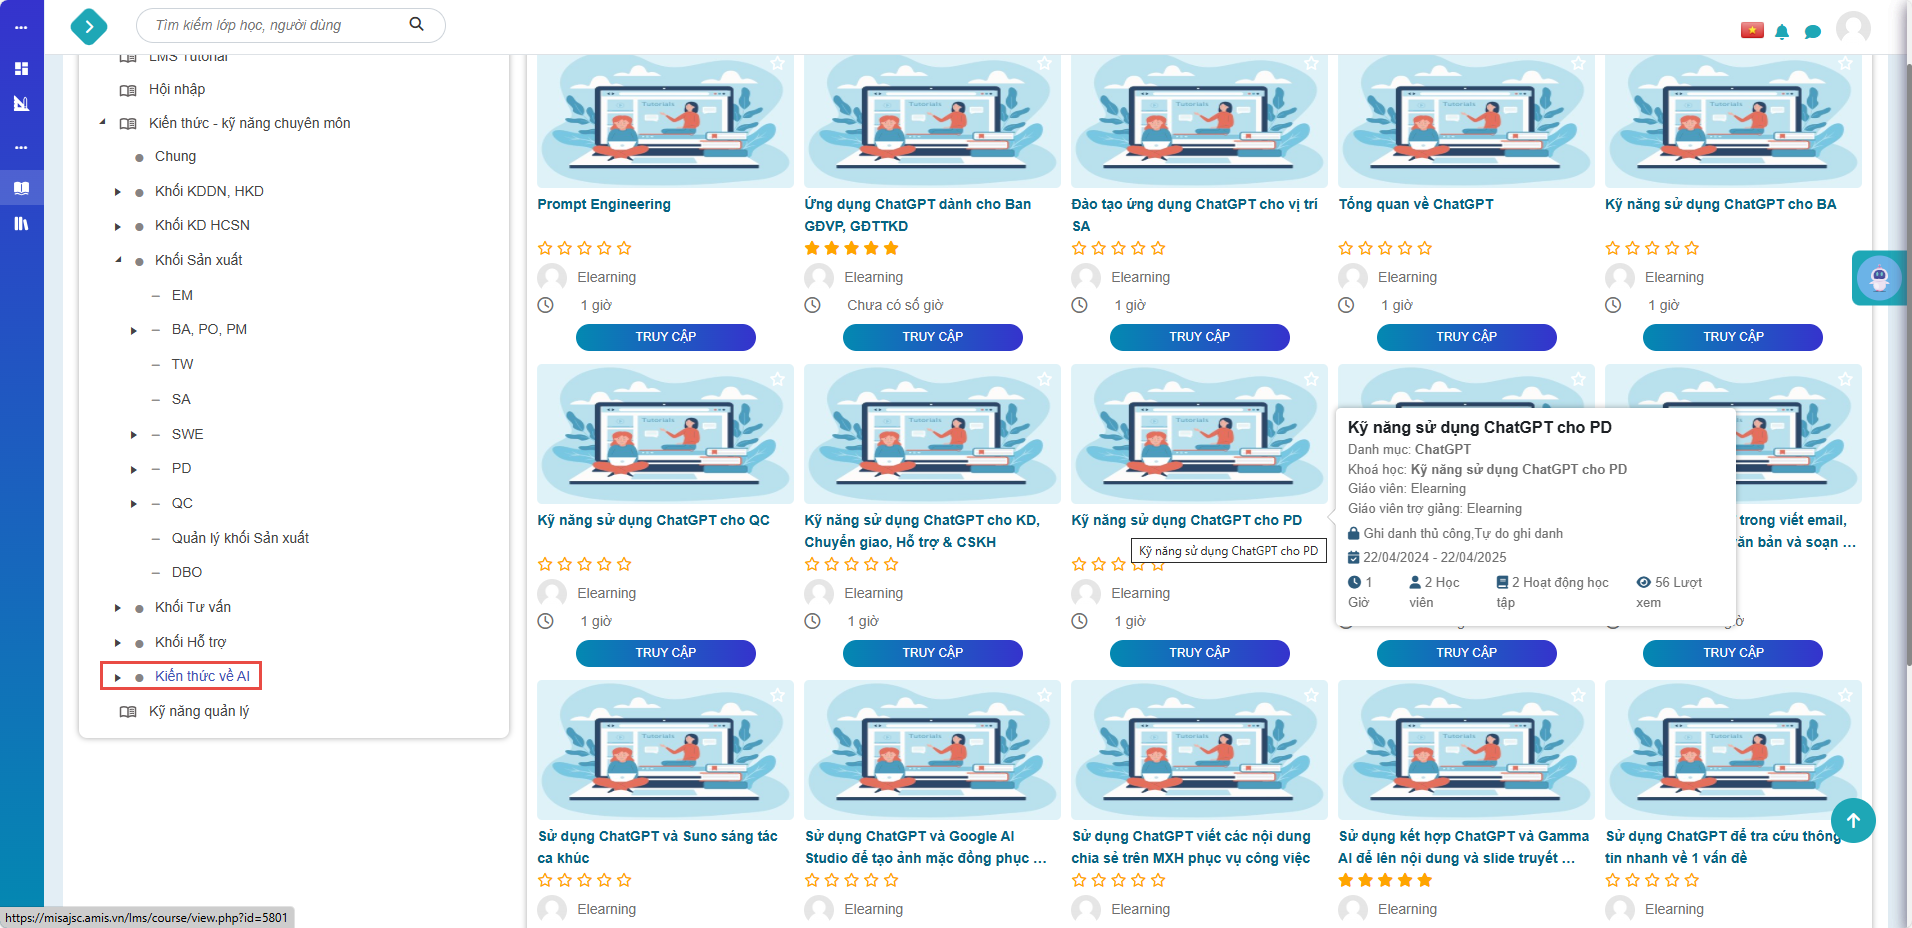 Tìm kiếm lớp học, người dùng
LMS Tutorial
Hội nhập
Kiến thức - kỹ năng chuyên môn
Chung
Khối KDDN, HKD
Khối KD HCSN
Khối Sản xuất
EM
BA, PO, PM
TW
SA
SWE
PD
QC
Quản lý khối Sản xuất
DBO
Khối Tư vấn
Khối Hỗ trợ
Kiến thức về AI
Kỹ năng quản lý
Tutorials
Prompt Engineering
Elearning
1 giờ
TRUY CẬP
Tutorials
Ứng dụng ChatGPT dành cho Ban
GĐVP, GĐTTKD
Elearning
Chưa có số giờ
TRUY CẬP
Tutorials
Đào tạo ứng dụng ChatGPT cho vị trí
SA
Elearning
1 giờ
TRUY CẬP
Tutorials
Tổng quan về ChatGPT
Elearning
1 giờ
TRUY CẬP
Tutorials
Kỹ năng sử dụng ChatGPT cho BA
Elearning
1 giờ
TRUY CẬP
Tutorials
Kỹ năng sử dụng ChatGPT cho QC
Elearning
1 giờ
TRUY CẬP
Tutorials
Kỹ năng sử dụng ChatGPT cho KD,
Chuyển giao, Hỗ trợ & CSKH
Elearning
1 giờ
TRUY CẬP
Tutorials
Kỹ năng sử dụng ChatGPT cho PD
Kỹ năng sử dụng ChatGPT cho PD
Elearning
1 giờ
TRUY CẬP
Kỹ năng sử dụng ChatGPT cho PD
Danh mục: ChatGPT
Khoá học: Kỹ năng sử dụng ChatGPT cho PD
Giáo viên: Elearning
Giáo viên trợ giảng: Elearning
Ghi danh thủ công,Tự do ghi danh
22/04/2024 - 22/04/2025
1 Giờ
2 Học viên
2 Hoạt động học tập
56 Lượt xem
TRUY CẬP
trong viết email,
văn bản và soạn ...
TRUY CẬP
Tutorials
Sử dụng ChatGPT và Suno sáng tác
ca khúc
Elearning
Tutorials
Sử dụng ChatGPT và Google AI
Studio để tạo ảnh mặc đồng phục ...
Elearning
Tutorials
Sử dụng ChatGPT viết các nội dung
chia sẻ trên MXH phục vụ công việc
Elearning
Tutorials
Sử dụng kết hợp ChatGPT và Gamma
AI để lên nội dung và slide truyết ...
Elearning
Tutorials
Sử dụng ChatGPT để tra cứu thông
tin nhanh về 1 vấn đề
Elearning
https://misajsc.amis.vn/lms/course/view.php?id=5801